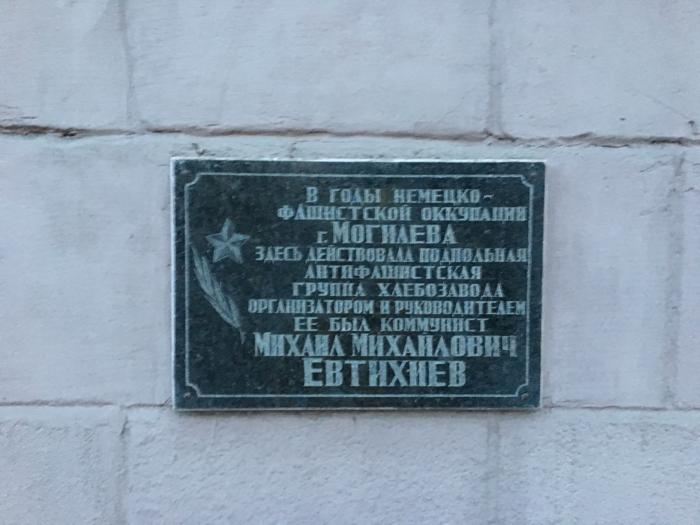 В ГОДЫ НЕМЕЦКО-
ФАШИСТСКОЙ ОККУПАЦИИ
Г. МОГИЛЕВА
ЗДЕСЬ ДЕЙСТВОВАЛА ПОДПОЛЬНАЯ
АНТИФАШИСТСКАЯ
ГРУППА ХЛЕБОЗАВОДА
ОРГАНИЗАТОРОМ И РУКОВОДИТЕЛЕМ
ЕЕ БЫЛ КОММУНИСТ
МИХАИЛ МИХАЙЛОВИЧ
ЕВТИХИЕВ